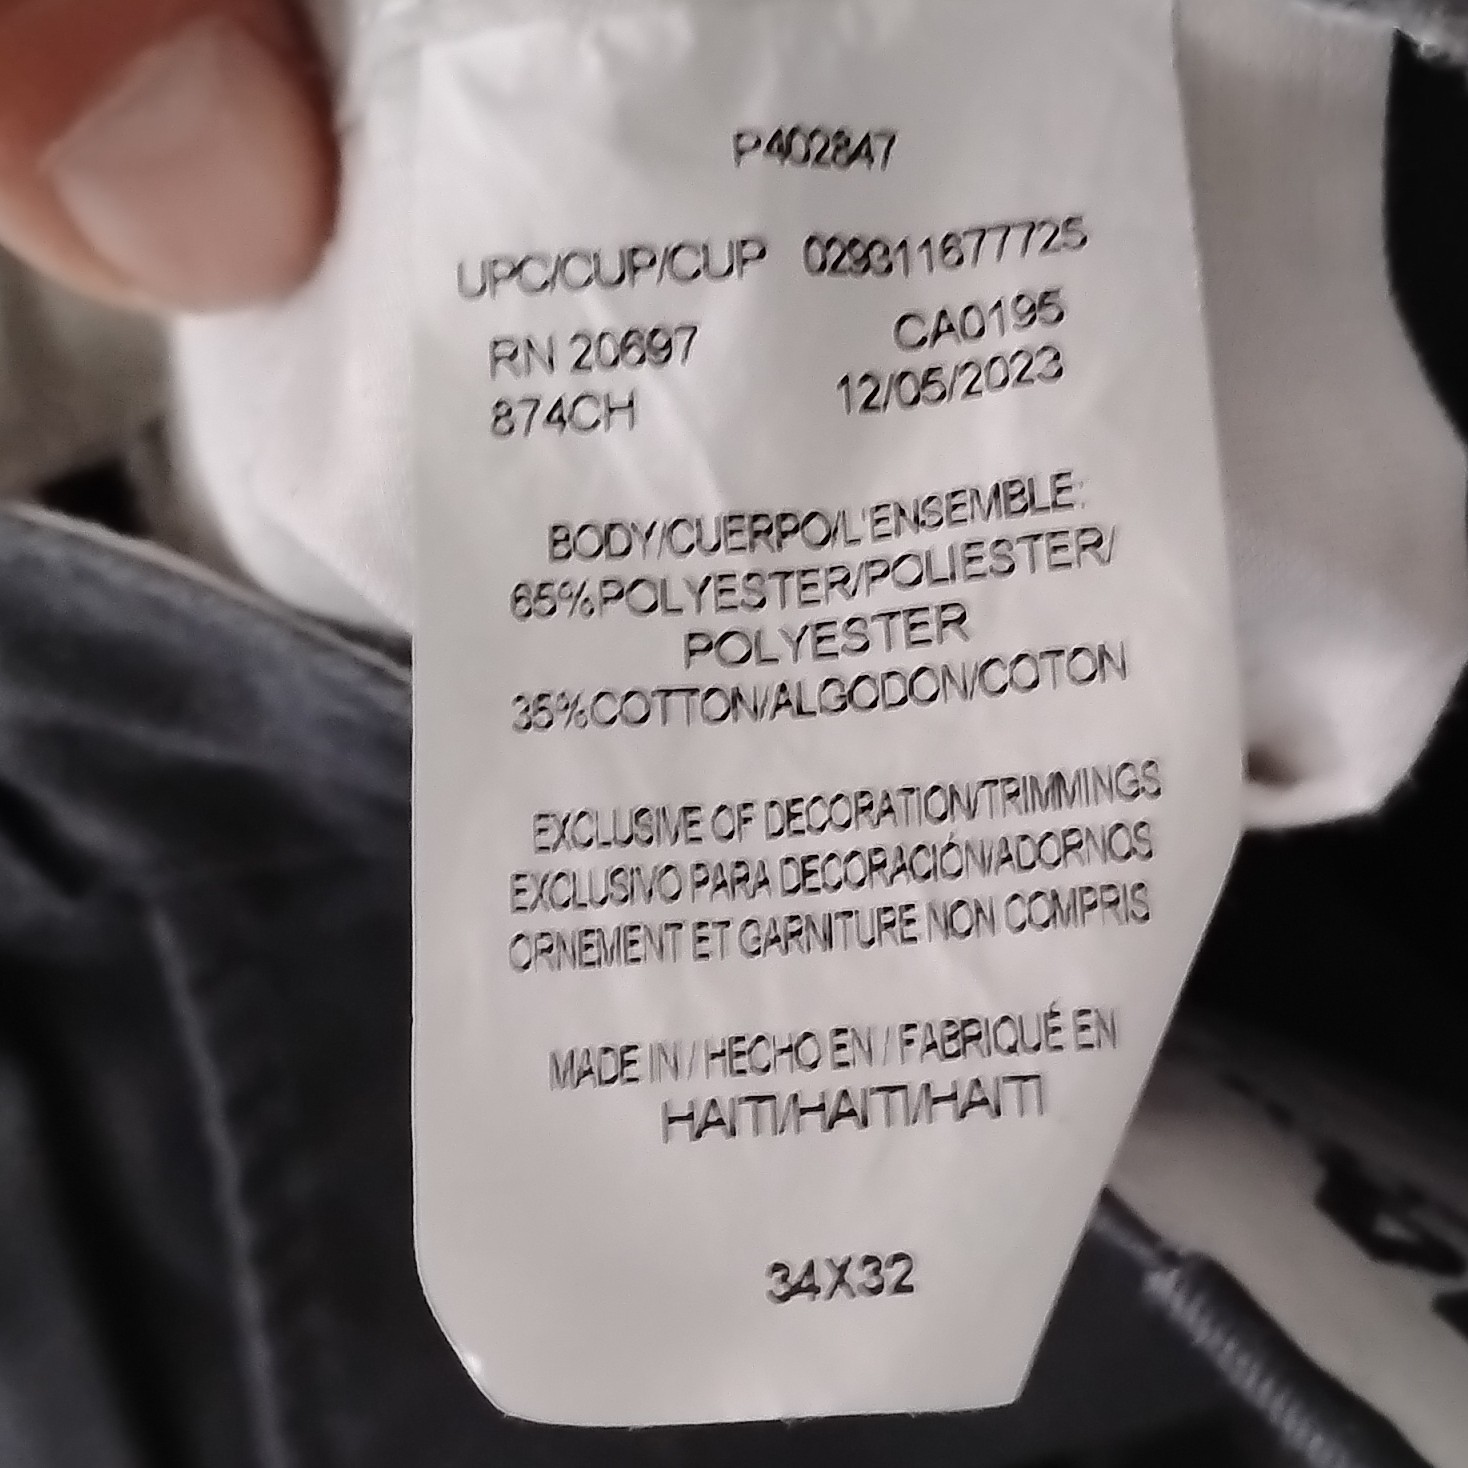 P402847
UPC/CUP/CUP 029311677725
RN 20697 CA0195
874CH 12/05/2023
BODY/CUERPO/L'ENSEMBLE:
65%POLYESTER/POLIESTER/
POLYESTER
35%COTTON/ALGODON/COTON
EXCLUSIVE OF DECORATION/TRIMMINGS
EXCLUSIVO PARA DECORACIÓN/ADORNOS
ORNEMENT ET GARNITURE NON COMPRIS
MADE IN / HECHO EN / FABRIQUÉ EN
HAITI/HAITI/HAITI
34X32